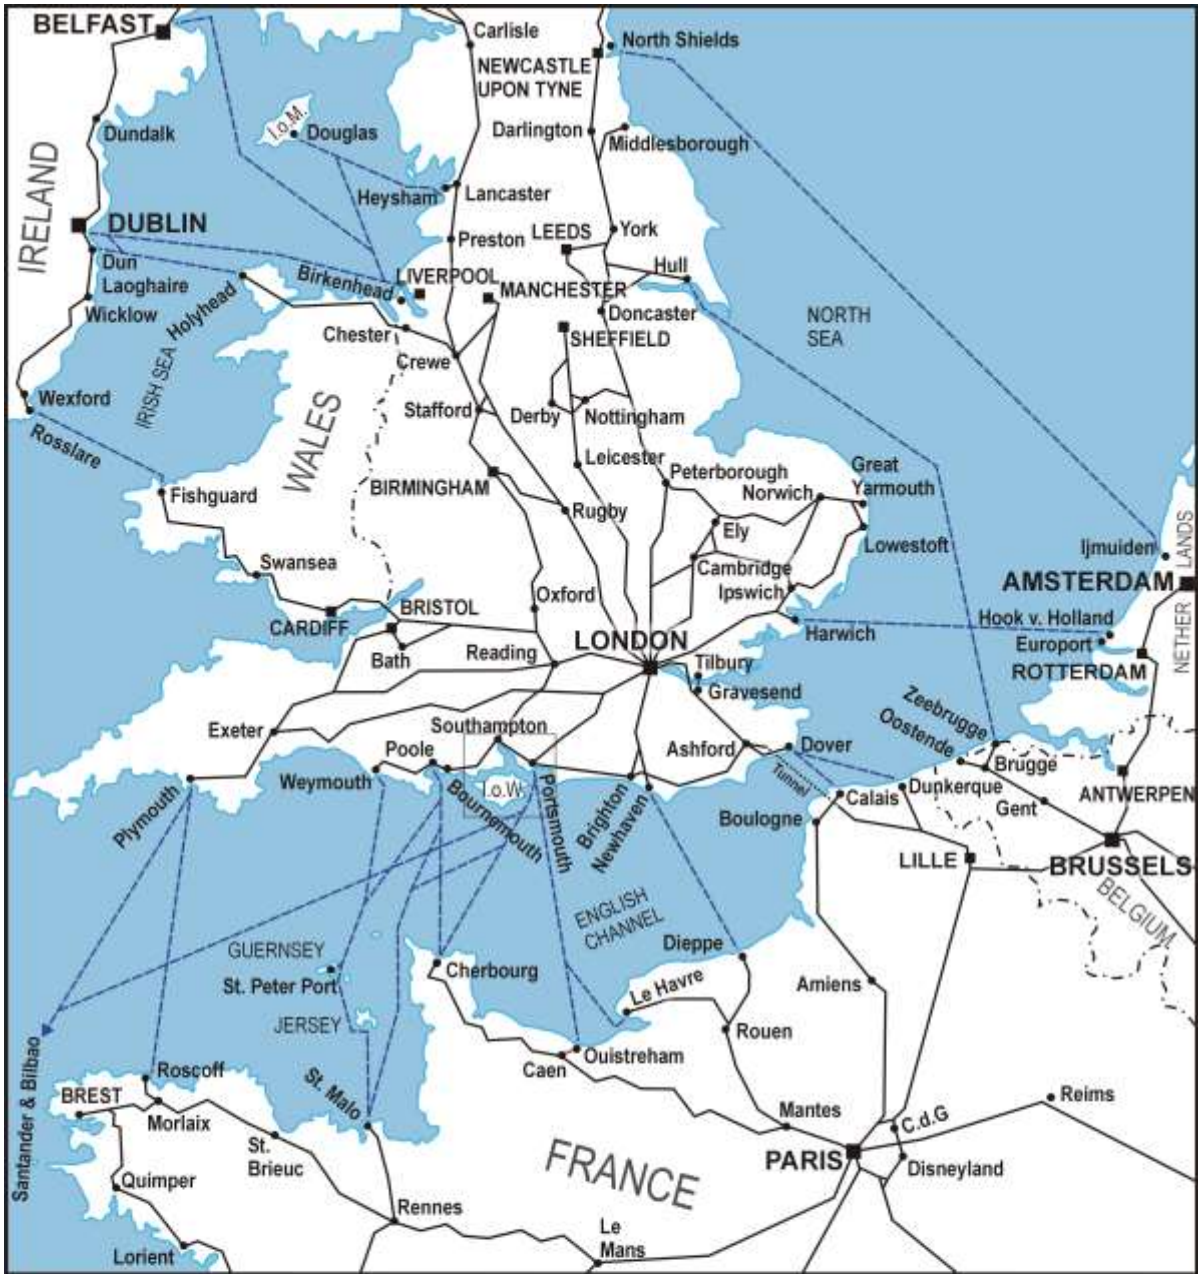 BELFAST
Carlisle
North Shields
NEWCASTLE
UPON TYNE
I.o.M.
Douglas
Dundalk
Darlington
Middlesborough
IRELAND
Heysham
Lancaster
DUBLIN
LEEDS
York
Preston
Dun
Laoghaire
Hull
Birkenhead
LIVERPOOL
MANCHESTER
Holyhead
Wicklow
Doncaster
NORTH
SEA
Chester
SHEFFIELD
IRISH SEA
Crewe
Wexford
WALES
Stafford
Derby
Nottingham
Rosslare
Leicester
Peterborough
Great
Yarmouth
BIRMINGHAM
Norwich
Fishguard
Rugby
Ely
Lowestoft
Ijmuiden
LANDS
Swansea
Cambridge
AMSTERDAM
Ipswich
Oxford
BRISTOL
CARDIFF
Harwich
Hook v. Holland
NETHER
LONDON
Europort
Bath
Reading
Tilbury
ROTTERDAM
Gravesend
Zeebrugge
Exeter
Southampton
Oostende
Poole
Ashford
Dover
Brugge
Weymouth
I.o.W.
Tunnel
Calais
Dunkerque
ANTWERPEN
Plymouth
Bournemouth
Portsmouth
Brighton
Newhaven
Boulogne
Gent
LILLE
BRUSSELS
BELGIUM
ENGLISH
CHANNEL
GUERNSEY
Dieppe
Cherbourg
St. Peter Port
Le Havre
Amiens
JERSEY
Rouen
Ouistreham
Caen
Santander & Bilbao
Roscoff
St. Malo
BREST
Reims
Morlaix
Mantes
C.d.G
St.
Brieuc
PARIS
Disneyland
FRANCE
Quimper
Rennes
Le
Mans
Lorient